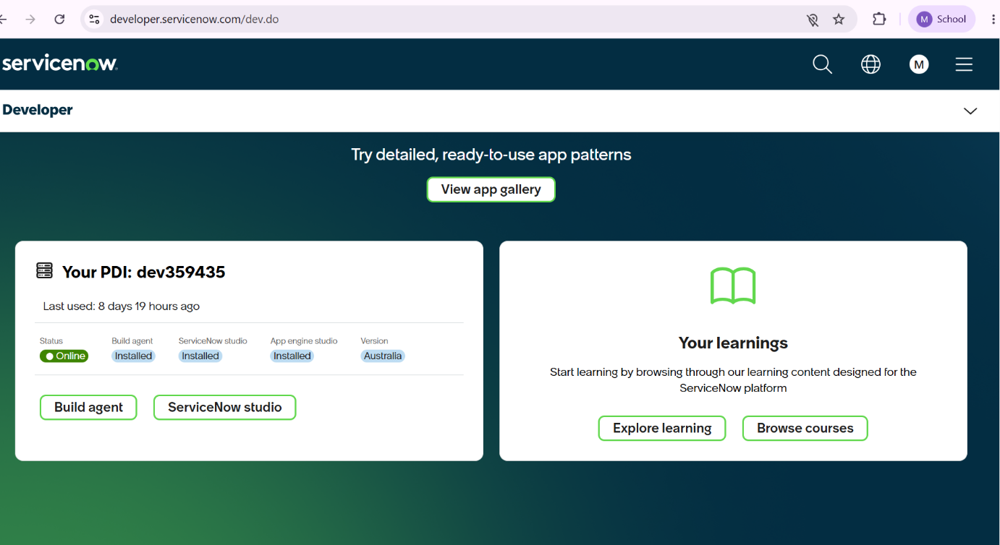 developer.servicenow.com/dev.do
M
School
servicenow
M
Developer
Try detailed, ready-to-use app patterns
View app gallery
Your PDI: dev359435
Last used: 8 days 19 hours ago
Status Build agent ServiceNow studio App engine studio Version
Online Installed Installed Installed Australia
Build agent ServiceNow studio
Your learnings
Start learning by browsing through our learning content designed for the
ServiceNow platform
Explore learning Browse courses